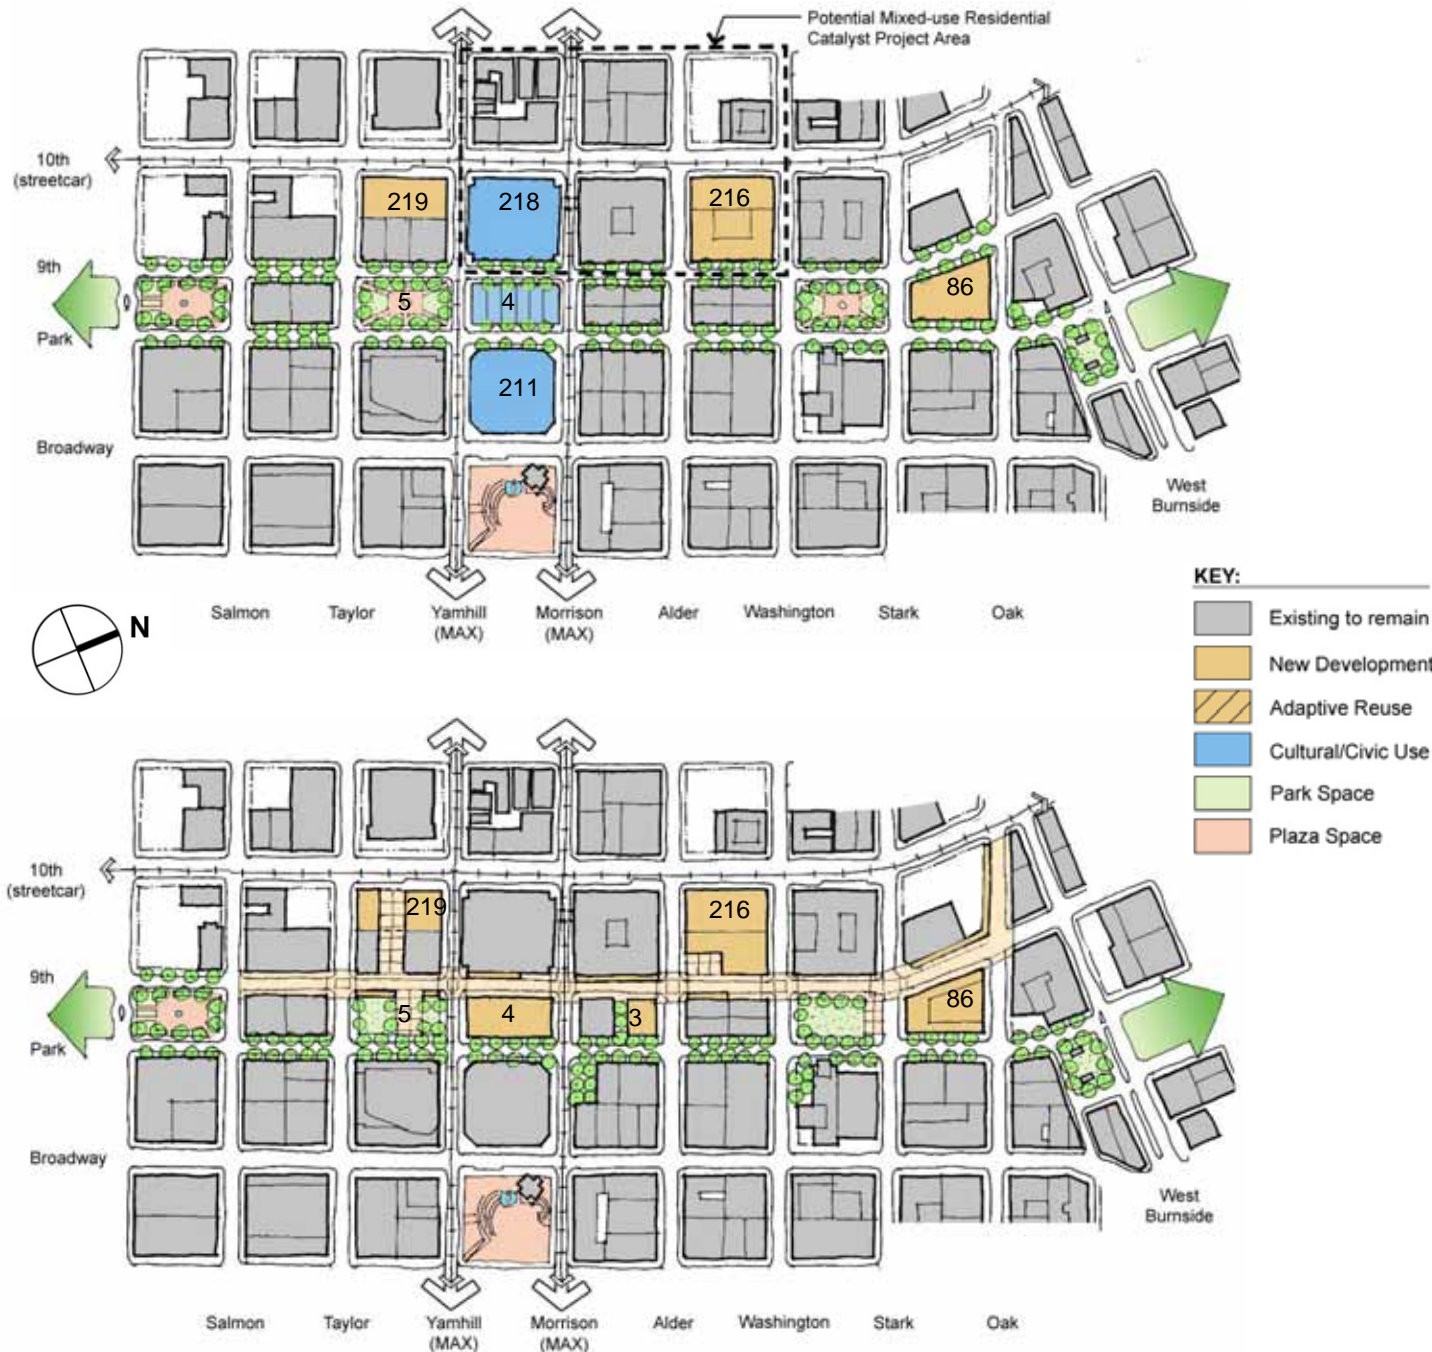 Potential Mixed-use Residential
Catalyst Project Area
10th
(streetcar)
219
218
216
9th
5
4
86
Park
211
Broadway
West
Burnside
Salmon
Taylor
Yamhill
(MAX)
Morrison
(MAX)
Alder
Washington
Stark
Oak
N
KEY:
Existing to remain
New Development
Adaptive Reuse
Cultural/Civic Use
Park Space
Plaza Space
10th
(streetcar)
219
216
9th
5
4
3
86
Park
Broadway
West
Burnside
Salmon
Taylor
Yamhill
(MAX)
Morrison
(MAX)
Alder
Washington
Stark
Oak